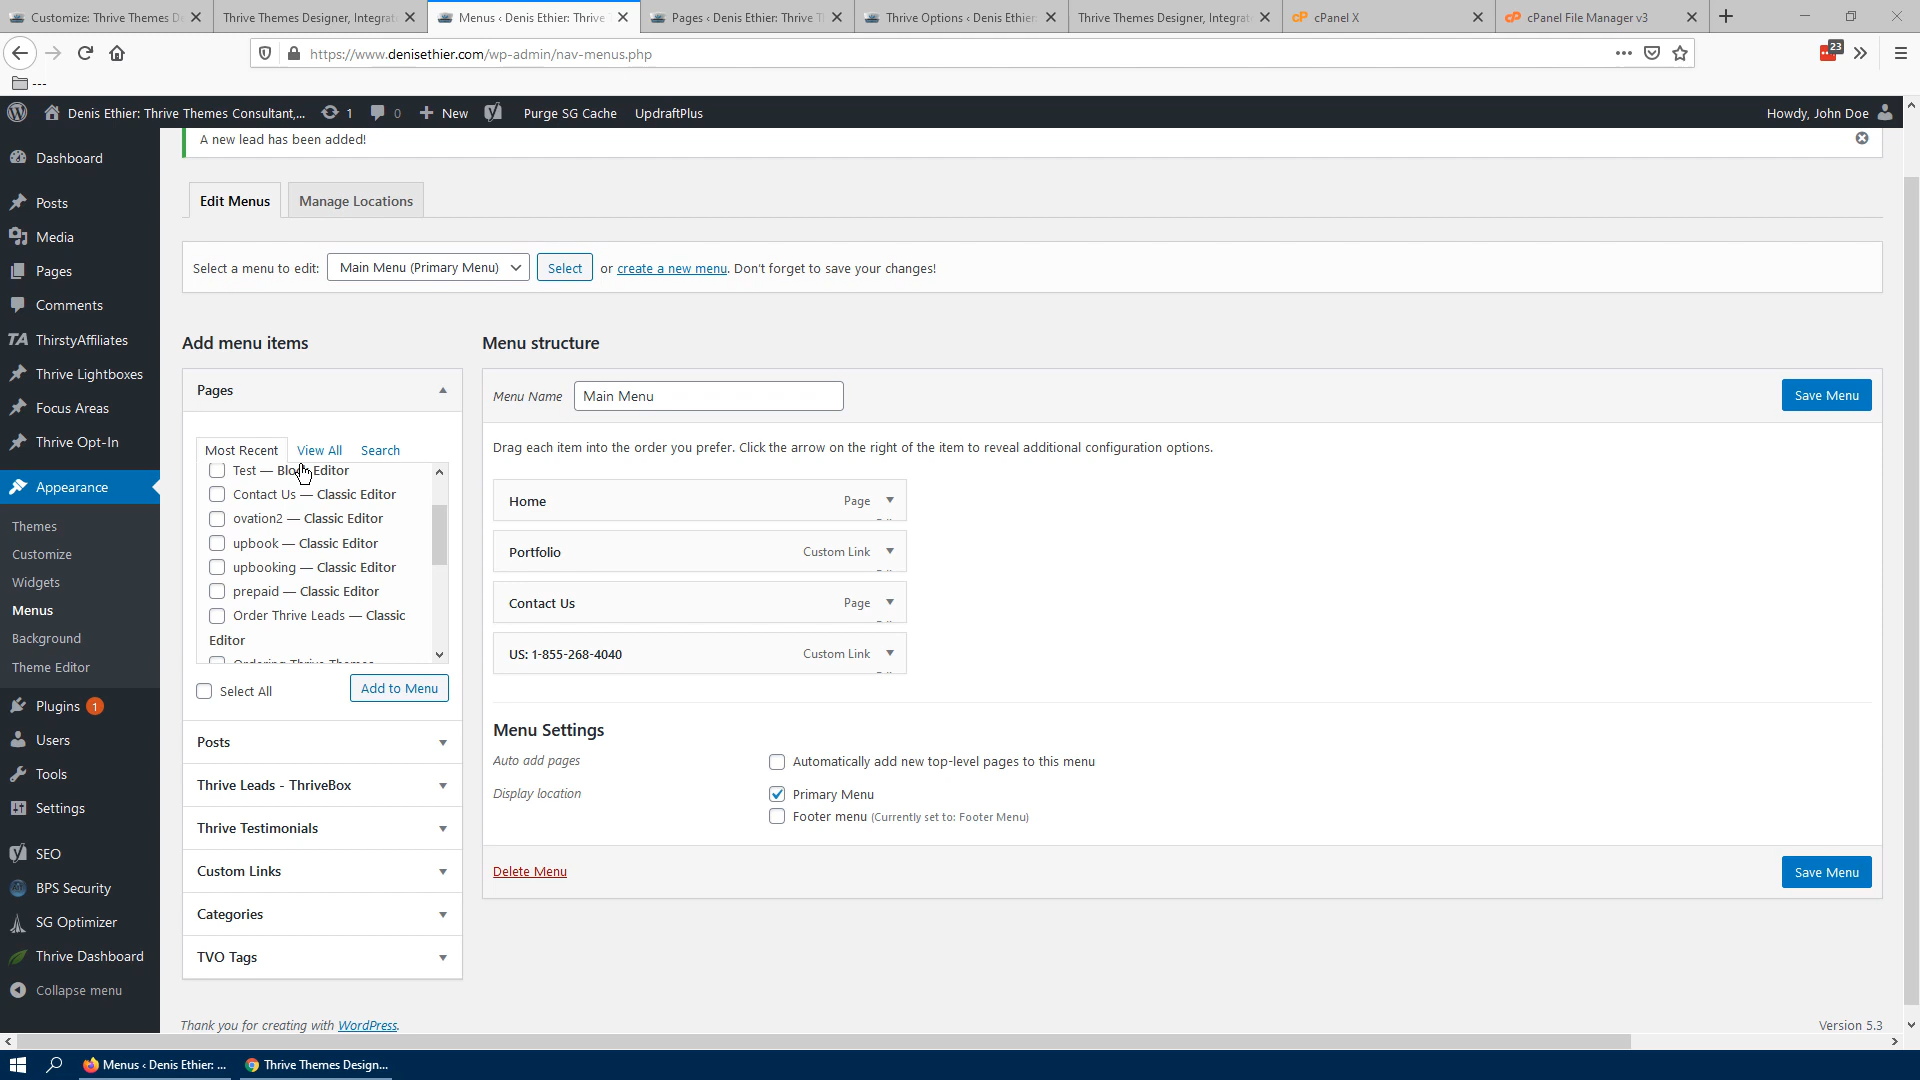 Customize: Thrive Themes D
Thrive Themes Designer, Integrat
Menus ‹ Denis Ethier: Thrive
Pages ‹ Denis Ethier: Thrive T
Thrive Options ‹ Denis Ethier:
Thrive Themes Designer, Integrat
cPanel X
cPanel File Manager v3
https://www.denisethier.com/wp-admin/nav-menus.php
23
---
Denis Ethier: Thrive Themes Consultant,... 1 0 New Purge SG Cache UpdraftPlus Howdy, John Doe
A new lead has been added!
Dashboard
Posts
Media
Pages
Comments
ThirstyAffiliates
Thrive Lightboxes
Focus Areas
Thrive Opt-In
Appearance
Themes
Customize
Widgets
Menus
Background
Theme Editor
Plugins 1
Users
Tools
Settings
SEO
BPS Security
SG Optimizer
Thrive Dashboard
Collapse menu
Edit Menus
Manage Locations
Select a menu to edit: Main Menu (Primary Menu) Select or create a new menu. Don't forget to save your changes!
Add menu items
Pages
Most Recent View All Search
Test — Block Editor
Contact Us — Classic Editor
ovation2 — Classic Editor
upbook — Classic Editor
upbooking — Classic Editor
prepaid — Classic Editor
Order Thrive Leads — Classic
Editor
Ordering Thrive Themes
Select All
Add to Menu
Posts
Thrive Leads - ThriveBox
Thrive Testimonials
Custom Links
Categories
TVO Tags
Menu structure
Menu Name Main Menu Save Menu
Drag each item into the order you prefer. Click the arrow on the right of the item to reveal additional configuration options.
Home Page
Portfolio Custom Link
Contact Us Page
US: 1-855-268-4040 Custom Link
Menu Settings
Auto add pages Automatically add new top-level pages to this menu
Display location Primary Menu
Footer menu (Currently set to: Footer Menu)
Delete Menu Save Menu
Thank you for creating with WordPress. Version 5.3
Menus ‹ Denis Ethier: ...
Thrive Themes Design...